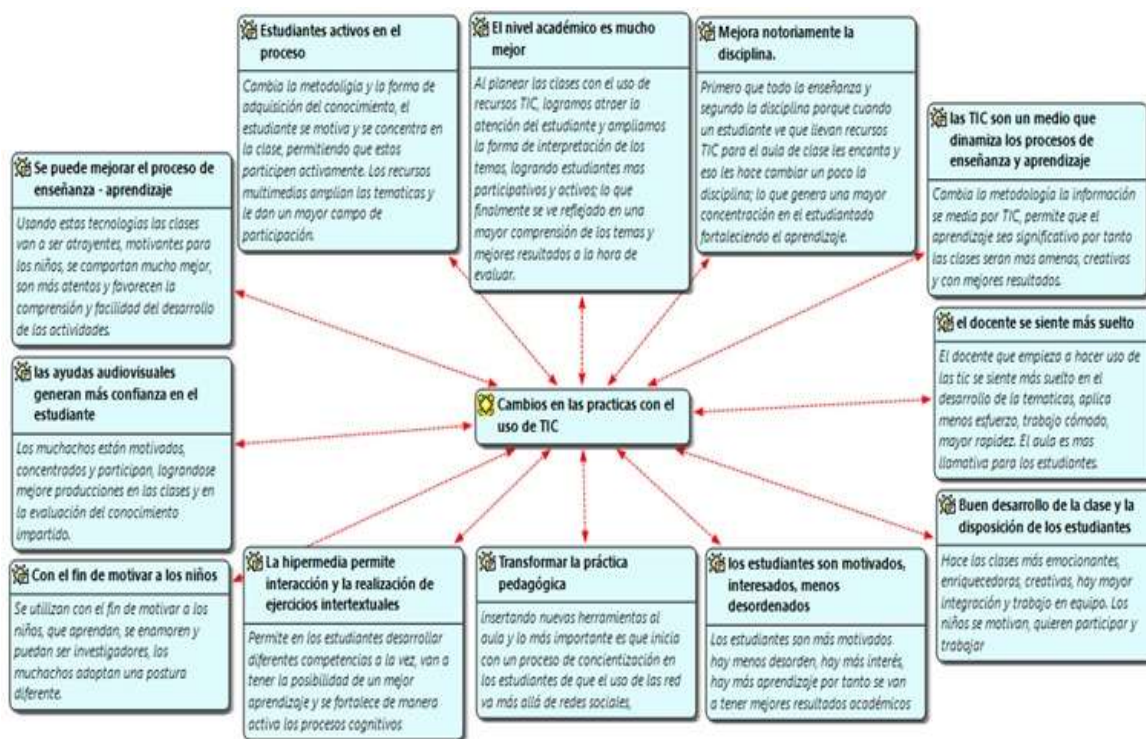 Estudiantes activos en el
proceso
Cambia la metodoligia y la forma de
adquisición del conocimiento, el
estudiante se motiva y se concentra en
la clase, permitiendo que estos
participen activamente. Los recursos
multimedias amplian las tematicas y
le dan un mayor campo de
participación.
El nivel académico es mucho
mejor
Al planear las clases con el uso de
recursos TIC, logramos atraer la
atención del estudiante y ampliamos
la forma de interpretación de los
temas, logrando estudiantes
mas participativos y activos; lo que
finalmente se ve reflejado en una
mayor comprensión de los temas y
mejores resultados a la hora de
evaluar.
Mejora notoriamente la
disciplina.
Primero que todo la enseñanza y
segundo la disciplina porque cuando
un estudiante ve que llevan recursos
TIC para el aula de clase les encanta y
eso les hace cambiar un poco la
disciplina; lo que genera una mayor
concentración en el estudiantado
fortaleciendo el aprendizaje.
las TIC son un medio que
dinamiza los procesos de
enseñanza y aprendizaje
Cambia la metodología la información
se media por TIC, permite que el
aprendizaje sea significativo por tanto
las clases seran mas amenas, creativas
y con mejores resultados.
Se puede mejorar el proceso de
enseñanza - aprendizaje
Usando estas tecnologías las clases
van a ser atrayentes, motivantes para
los niños, se comportan mucho mejor,
son más atentos y favorecen la
comprensión y facilidad del desarrollo
de las actividades.
el docente se siente más suelto
El docente que empieza a hacer uso de
las tic se siente más suelto en el
desarrollo de la tematicas, aplica
menos esfuerzo, trabajo cómodo,
mayor rapidez. El aula es mas
llamativa para los estudiantes.
las ayudas audiovisuales
generan más confianza en el
estudiante
Los muchachos están motivados,
concentrados y participan, lograndose
mejore producciones en las clases y en
la evaluación del conocimiento
impartido.
Cambios en las practicas con el
uso de TIC
Buen desarrollo de la clase y la
disposición de los estudiantes
Hace las clases más emocionantes,
enriquecedoras, creativas, hay mayor
integración y trabajo en equipo. Los
niños se motivan, quieren participar y
trabajar
Con el fin de motivar a los niños
Se utilizan con el fin de motivar a los
niños, que aprendan, se enamoren y
puedan ser investigadores, los
muchachos adoptan una postura
diferente.
La hipermedia permite
interacción y la realización de
ejercicios intertextuales
Permite en los estudiantes desarrollar
diferentes competencias a la vez, van a
tener la posibilidad de un mejor
aprendizaje y se fortalece de manera
activa los procesos cognitivos
Transformar la práctica
pedagógica
Insertando nuevas herramientas al
aula y lo más importante es que inicia
con un proceso de concientización en
los estudiantes de que el uso de las red
va más allá de redes sociales,
los estudiantes son motivados,
interesados, menos
desordenados
Los estudiantes son más motivados
hay menos desorden, hay más interés,
hay más aprendizaje por tanto se van
a tener mejores resultados académicos